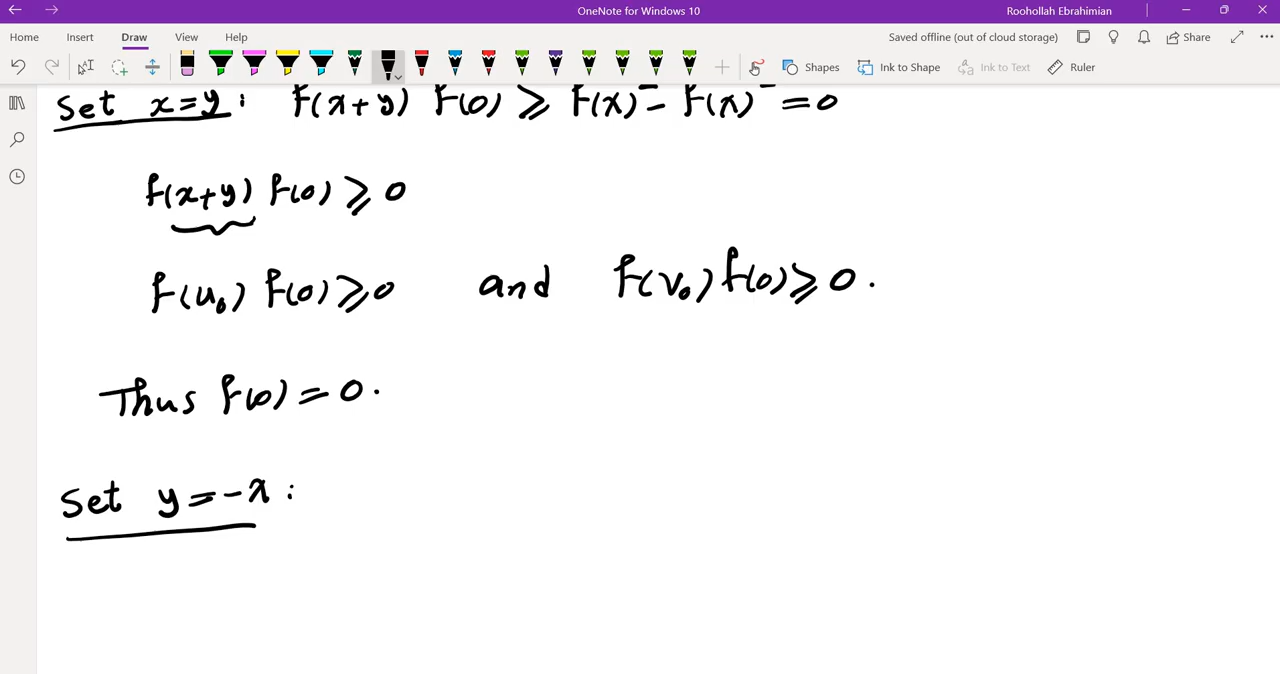 OneNote for Windows 10
Roohollah Ebrahimian
Home Insert Draw View Help
Saved offline (out of cloud storage)
Share
Shapes Ink to Shape Ink to Text Ruler
Set x=y: f(x+y) f(0) ⩾ f(x)² - f(x)² = 0
f(x+y) f(0) ⩾ 0
f(u₀) f(0) ⩾ 0 and f(v₀) f(0) ⩾ 0.
Thus f(0) = 0.
Set y = -x: